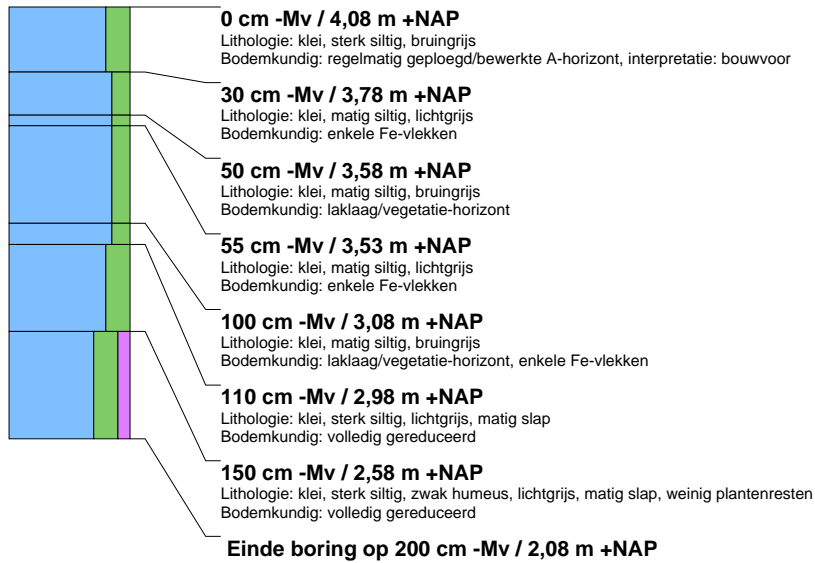 0 cm -Mv / 4,08 m +NAP
Lithologie: klei, sterk siltig, bruingrijs
Bodemkundig: regelmatig geploegd/bewerkte A-horizont, interpretatie: bouwvoor
30 cm -Mv / 3,78 m +NAP
Lithologie: klei, matig siltig, lichtgrijs
Bodemkundig: enkele Fe-vlekken
50 cm -Mv / 3,58 m +NAP
Lithologie: klei, matig siltig, bruingrijs
Bodemkundig: laklaag/vegetatie-horizont
55 cm -Mv / 3,53 m +NAP
Lithologie: klei, matig siltig, lichtgrijs
Bodemkundig: enkele Fe-vlekken
100 cm -Mv / 3,08 m +NAP
Lithologie: klei, matig siltig, bruingrijs
Bodemkundig: laklaag/vegetatie-horizont, enkele Fe-vlekken
110 cm -Mv / 2,98 m +NAP
Lithologie: klei, sterk siltig, lichtgrijs, matig slap
Bodemkundig: volledig gereduceerd
150 cm -Mv / 2,58 m +NAP
Lithologie: klei, sterk siltig, zwak humeus, lichtgrijs, matig slap, weinig plantenresten
Bodemkundig: volledig gereduceerd
Einde boring op 200 cm -Mv / 2,08 m +NAP